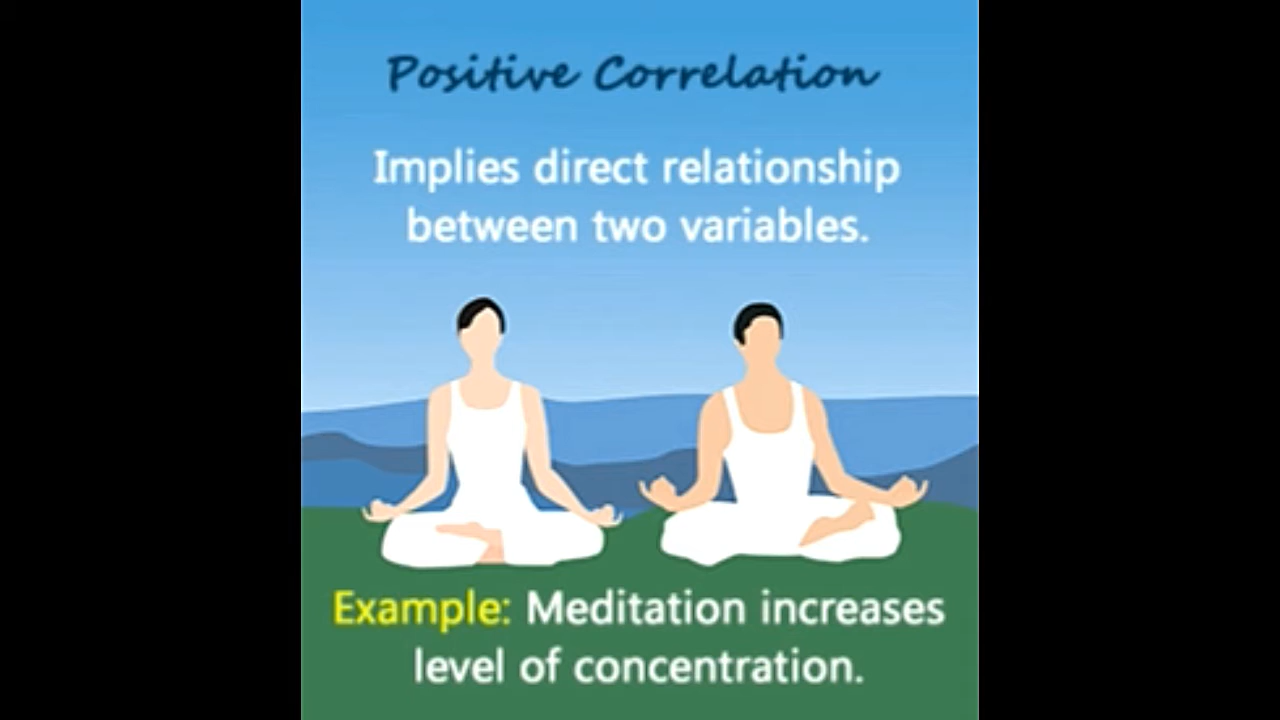 Positive Correlation
Implies direct relationship
between two variables.
Example: Meditation increases
level of concentration.